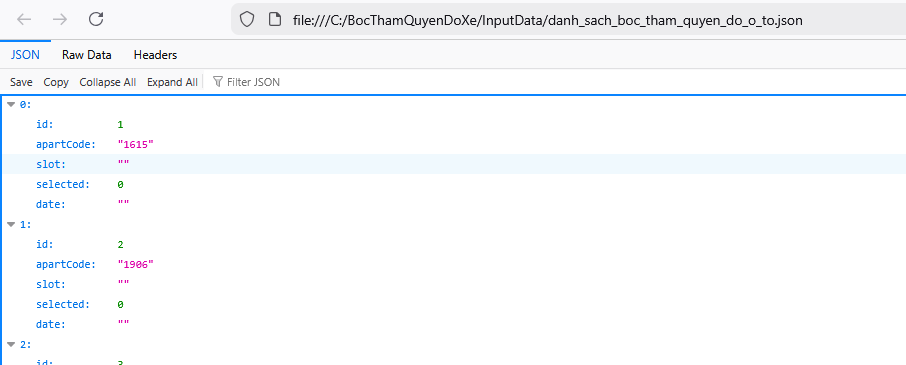 file:///C:/BocThamQuyenDoXe/InputData/danh_sach_boc_tham_quyen_do_o_to.json
JSON Raw Data Headers
Save Copy Collapse All Expand All Filter JSON
0:
id: 1
apartCode: "1615"
slot: ""
selected: 0
date: ""
1:
id: 2
apartCode: "1906"
slot: ""
selected: 0
date: ""
2:
id: 3